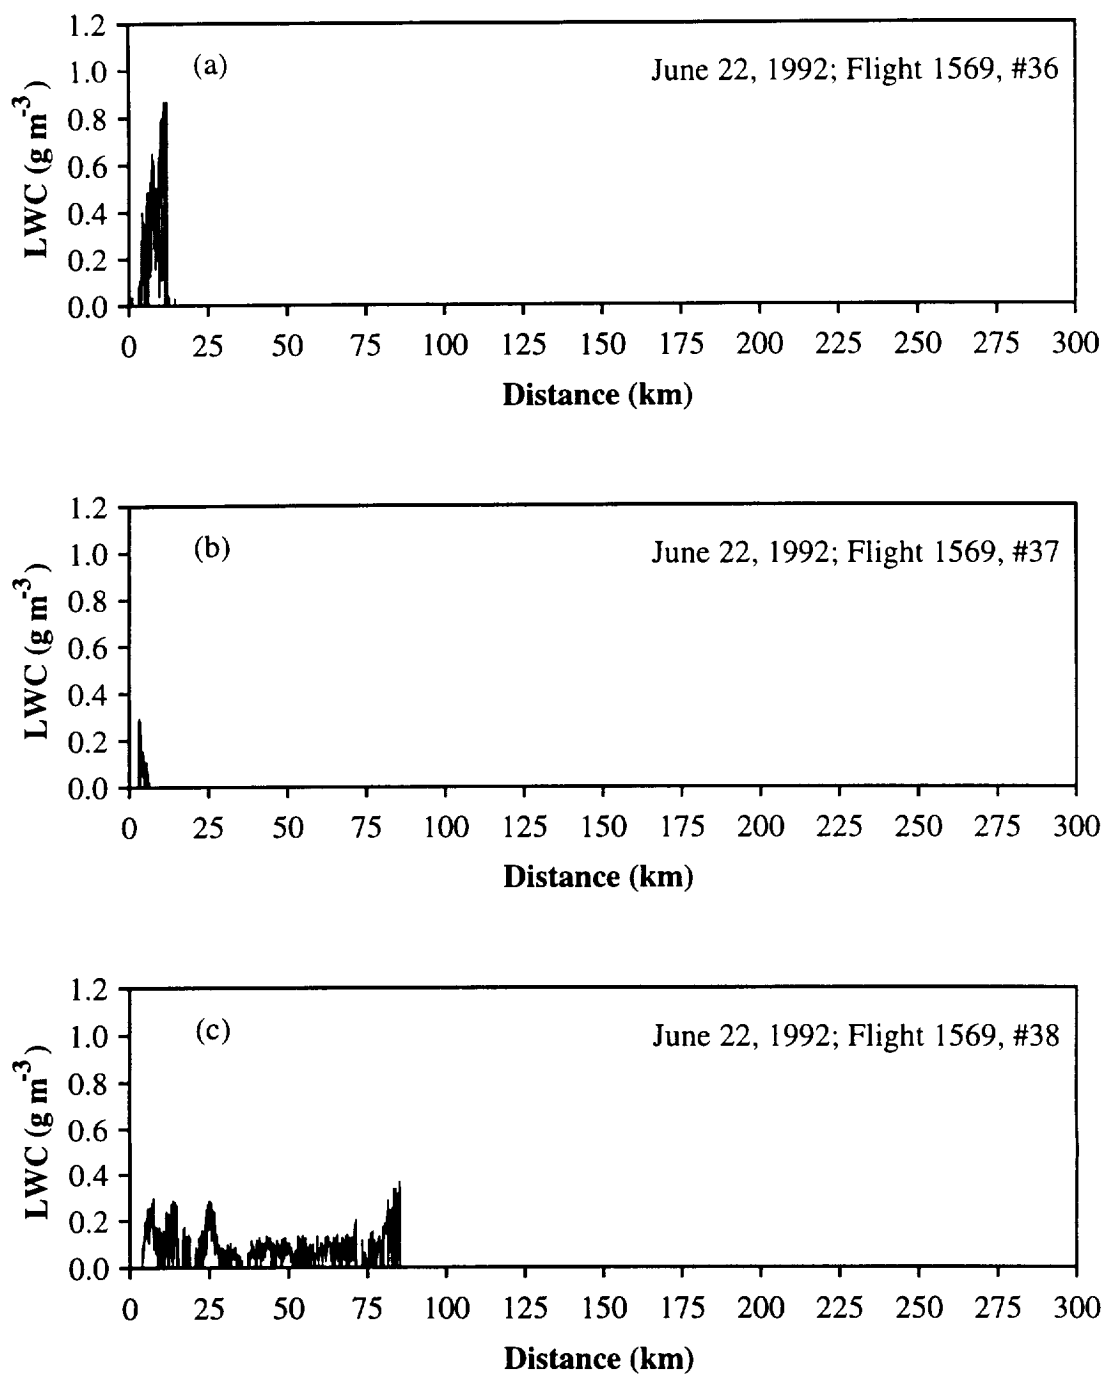 1.2
(a)
June 22, 1992; Flight 1569, #36
1.0
0.8
0.6
0.4
0.2
0.0
LWC (g m-3)
0 25 50 75 100 125 150 175 200 225 250 275 300
Distance (km)
1.2
(b)
June 22, 1992; Flight 1569, #37
1.0
0.8
0.6
0.4
0.2
0.0
LWC (g m-3)
0 25 50 75 100 125 150 175 200 225 250 275 300
Distance (km)
1.2
(c)
June 22, 1992; Flight 1569, #38
1.0
0.8
0.6
0.4
0.2
0.0
LWC (g m-3)
0 25 50 75 100 125 150 175 200 225 250 275 300
Distance (km)